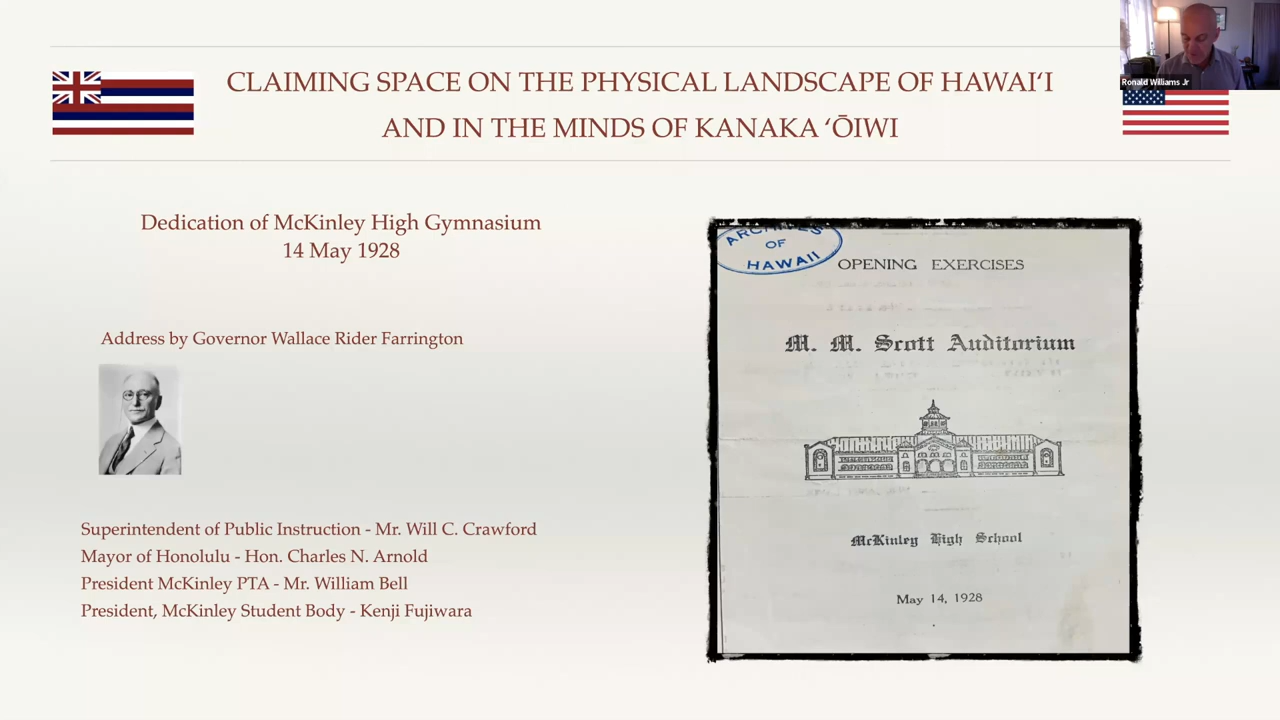 Ronald Williams Jr
CLAIMING SPACE ON THE PHYSICAL LANDSCAPE OF HAWAIʻI
AND IN THE MINDS OF KANAKA ʻŌIWI
Dedication of McKinley High Gymnasium
14 May 1928
Address by Governor Wallace Rider Farrington
Superintendent of Public Instruction - Mr. Will C. Crawford
Mayor of Honolulu - Hon. Charles N. Arnold
President McKinley PTA - Mr. William Bell
President, McKinley Student Body - Kenji Fujiwara
ARCHIVES
OF
HAWAII
OPENING EXERCISES
M. M. Scott Auditorium
McKinley High School
May 14, 1928